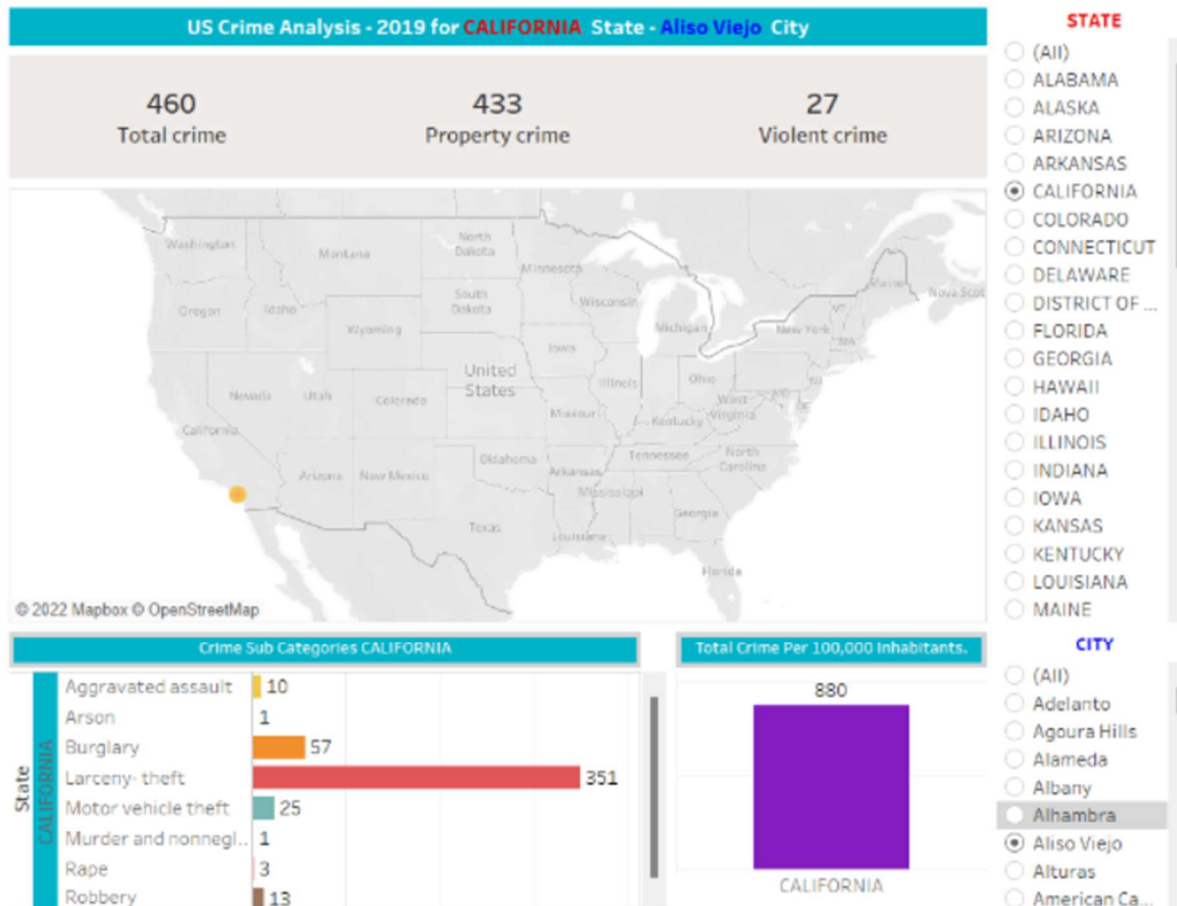 US Crime Analysis - 2019 for CALIFORNIA State - Aliso Viejo City
460
Total crime
433
Property crime
27
Violent crime
Washington
Montana
North
Dakota
Minnesota
Oregon
Idaho
South
Dakota
Wisconsin
Wyoming
Michigan
Maine
Nova Scot
VT
New York
MA
Iowa
United
States
Illinois
Ohio
NJ
Nevada
Utah
Colorado
California
Missouri
West
Virginia
MD
Kentucky
Arizona
New Mexico
Oklahoma
Arkansas
Tennessee
North
Carolina
Mississippi
Texas
Louisiana
Georgia
Florida
© 2022 Mapbox © OpenStreetMap
STATE
(All)
ALABAMA
ALASKA
ARIZONA
ARKANSAS
CALIFORNIA
COLORADO
CONNECTICUT
DELAWARE
DISTRICT OF ...
FLORIDA
GEORGIA
HAWAII
IDAHO
ILLINOIS
INDIANA
IOWA
KANSAS
KENTUCKY
LOUISIANA
MAINE
Crime Sub Categories CALIFORNIA
State
CALIFORNIA
Aggravated assault 10
Arson 1
Burglary 57
Larceny- theft 351
Motor vehicle theft 25
Murder and nonnegl.. 1
Rape 3
Robbery 13
Total Crime Per 100,000 Inhabitants.
880
CALIFORNIA
CITY
(All)
Adelanto
Agoura Hills
Alameda
Albany
Alhambra
Aliso Viejo
Alturas
American Ca...